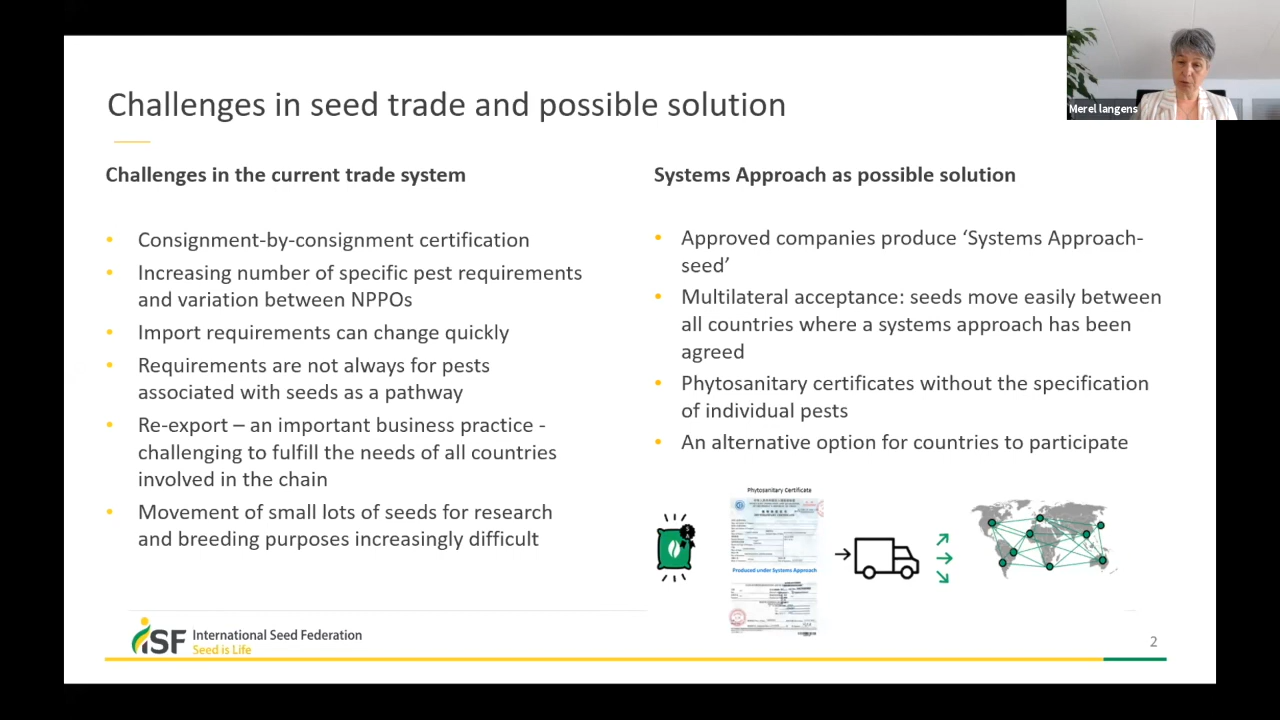 Merel langens
Challenges in seed trade and possible solution
Challenges in the current trade system
• Consignment-by-consignment certification
• Increasing number of specific pest requirements
and variation between NPPOs
• Import requirements can change quickly
• Requirements are not always for pests
associated with seeds as a pathway
• Re-export – an important business practice -
challenging to fulfill the needs of all countries
involved in the chain
• Movement of small lots of seeds for research
and breeding purposes increasingly difficult
Systems Approach as possible solution
• Approved companies produce ‘Systems Approach-
seed’
• Multilateral acceptance: seeds move easily between
all countries where a systems approach has been
agreed
• Phytosanitary certificates without the specification
of individual pests
• An alternative option for countries to participate
Phytosanitary Certificate
Produced under Systems Approach
iSF
International Seed Federation
Seed is Life
2